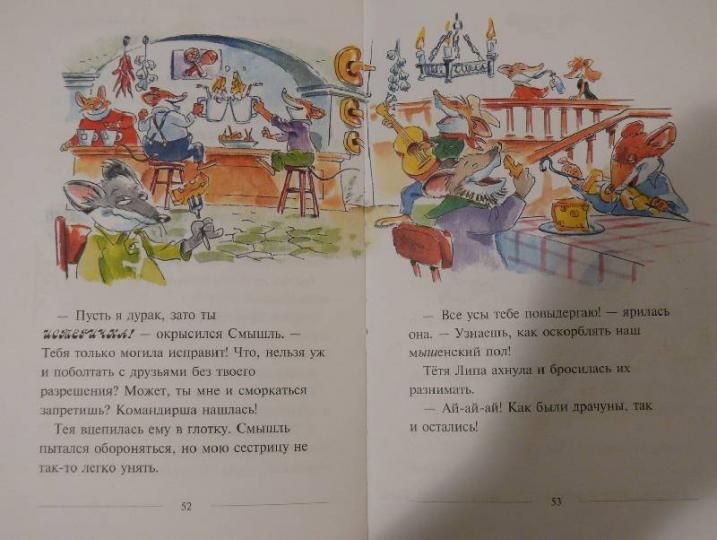 — Пусть я дурак, зато ты
ИСТЕРИЧКА! — окрысился Смышль. —
Тебя только могила исправит! Что, нельзя уж
и поболтать с друзьями без твоего
разрешения? Может, ты мне и сморкаться
запретишь? Командирша нашлась!
Тея вцепилась ему в глотку. Смышль
пытался обороняться, но мою сестрицу не
так-то легко унять.
52
— Все усы тебе повыдергаю! — ярилась
она. — Узнаешь, как оскорблять наш
мышенский пол!
Тётя Липа ахнула и бросилась их
разнимать.
— Ай-ай-ай! Как были драчуны, так
и остались!
53